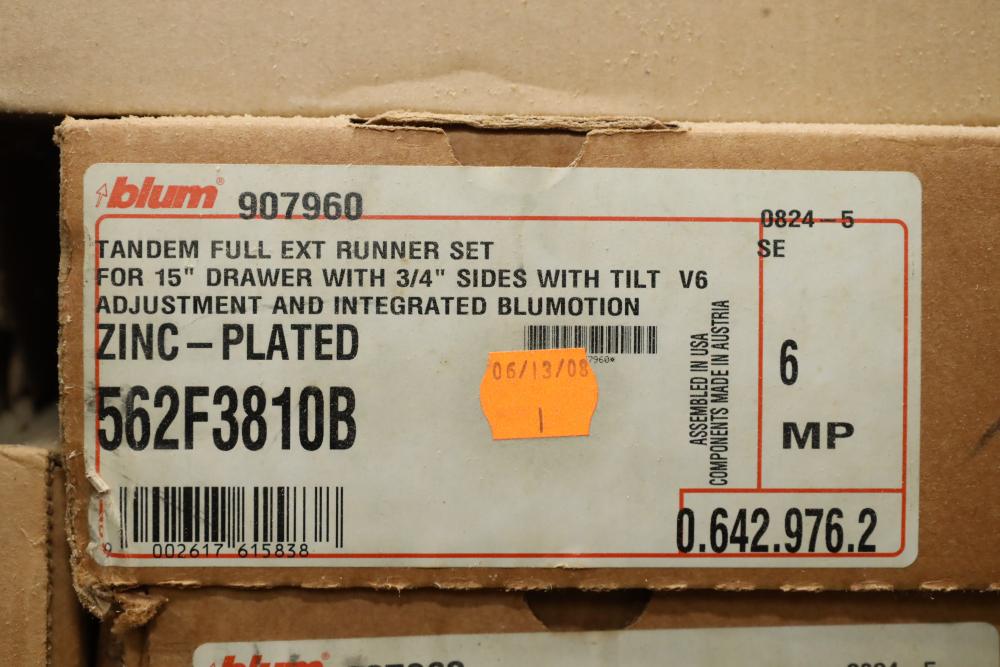 blum® 907960
0824-5
TANDEM FULL EXT RUNNER SET
SE
FOR 15" DRAWER WITH 3/4" SIDES WITH TILT V6
ADJUSTMENT AND INTEGRATED BLUMOTION
ZINC-PLATED
7960*
06/13/08
1
562F3810B
ASSEMBLED IN USA
COMPONENTS MADE IN AUSTRIA
6
MP
9 002617 615838
0.642.976.2
blum